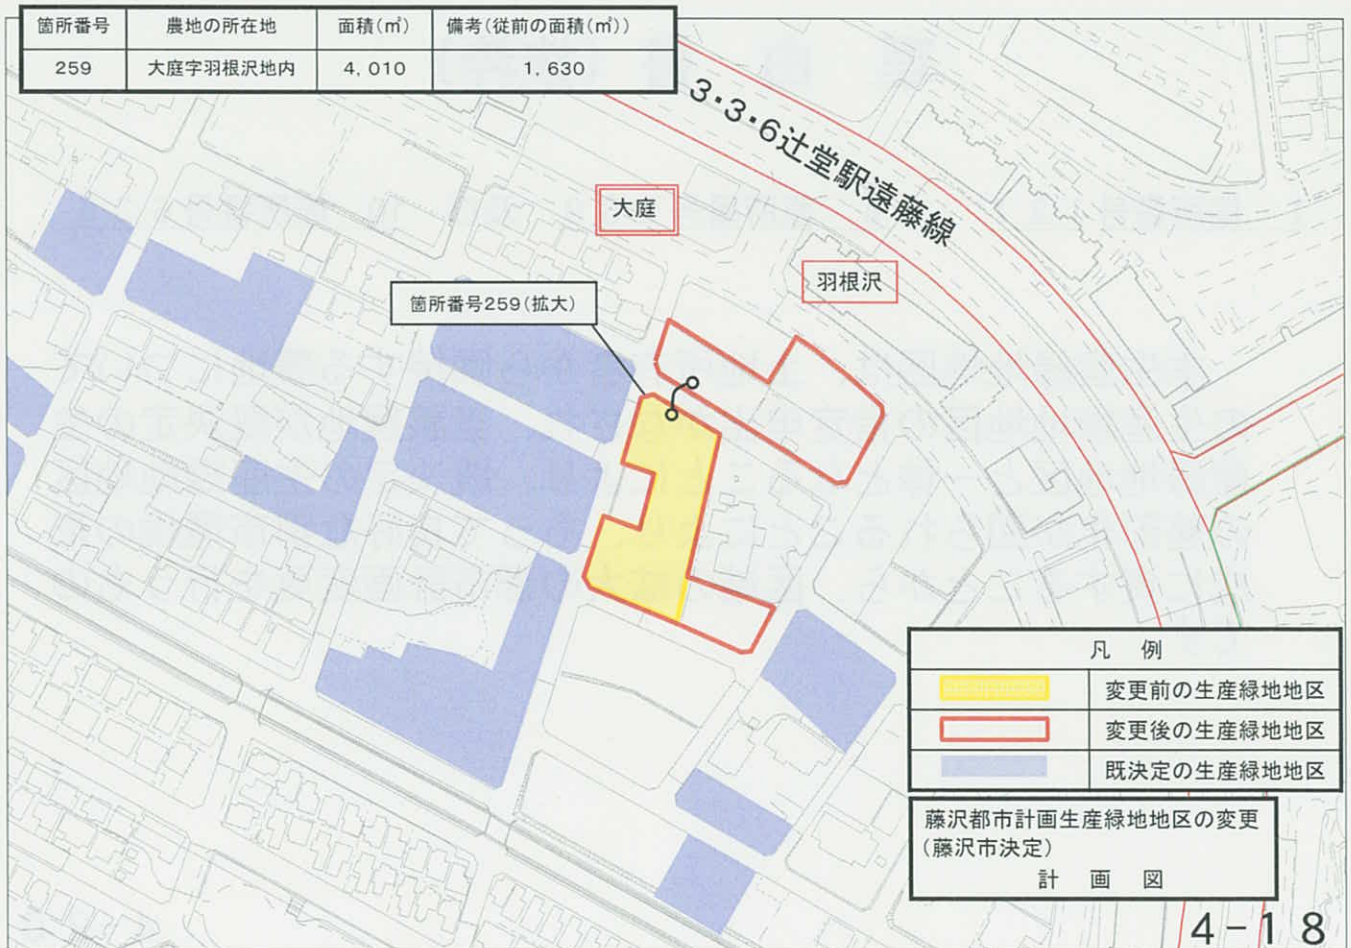 箇所番号 農地の所在地 面積(㎡) 備考(従前の面積(㎡))
259 大庭字羽根沢地内 4,010 1,630
3・3・6辻堂駅遠藤線
大庭
羽根沢
箇所番号259(拡大)
凡 例
変更前の生産緑地地区
変更後の生産緑地地区
既決定の生産緑地地区
藤沢都市計画生産緑地地区の変更
(藤沢市決定)
計 画 図
4-18